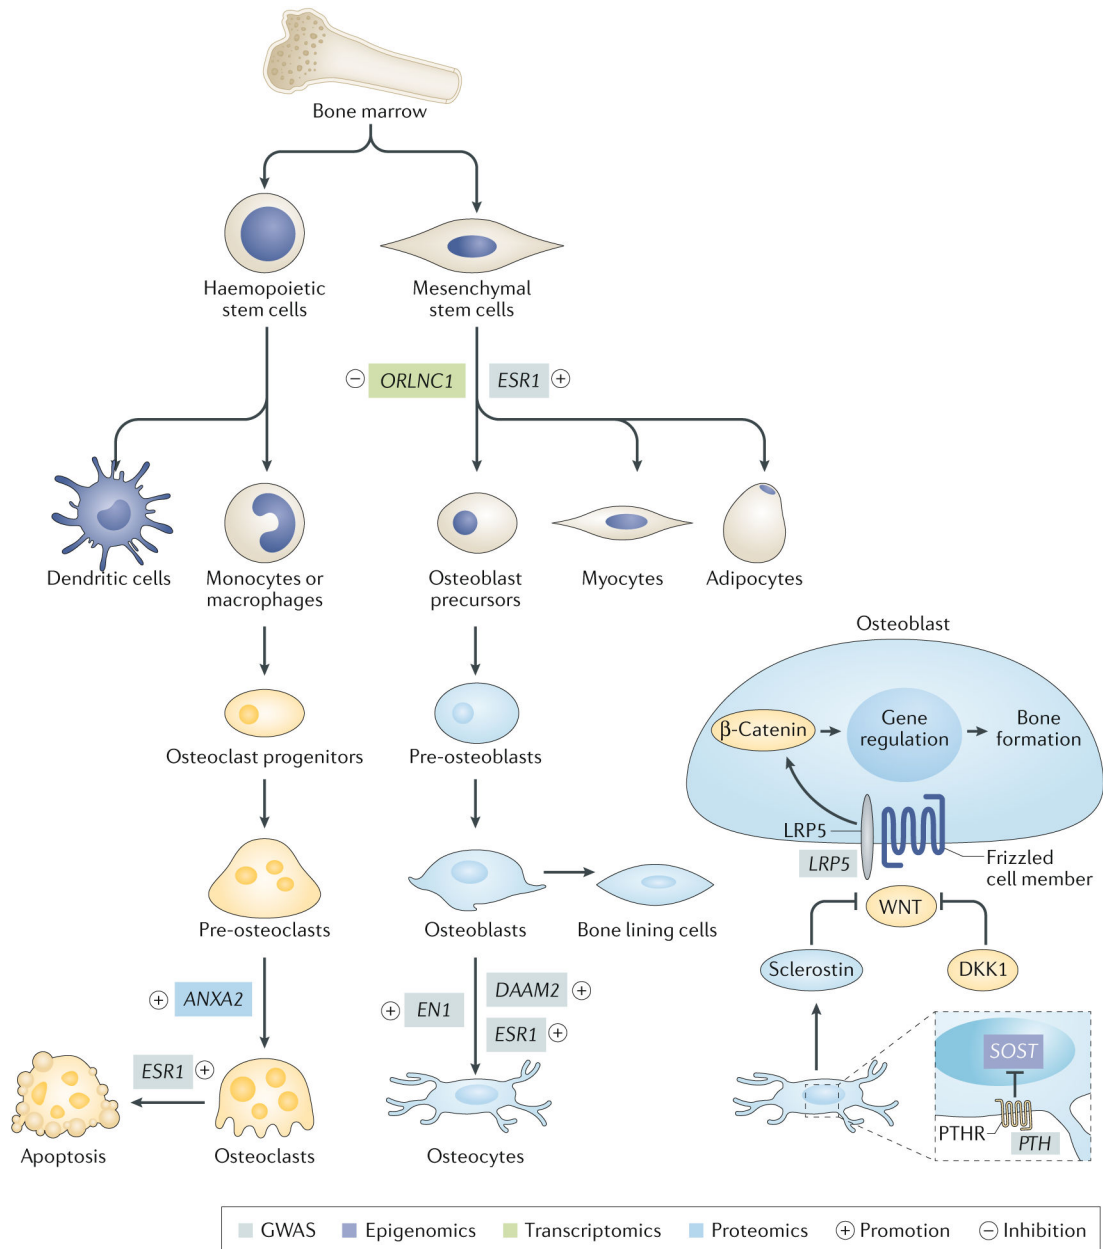 Bone marrow
Haemopoietic
stem cells
Mesenchymal
stem cells
⊖ ORLNC1 ESR1 ⊕
Dendritic cells
Monocytes or
macrophages
Osteoblast
precursors
Myocytes
Adipocytes
Osteoclast progenitors
Pre-osteoblasts
Pre-osteoclasts
Osteoblasts
Bone lining cells
⊕ ANXA2
⊕ EN1
DAAM2 ⊕
ESR1 ⊕
ESR1 ⊕
Apoptosis
Osteoclasts
Osteocytes
Osteoblast
β-Catenin
Gene
regulation
Bone
formation
LRP5
LRP5
Frizzled
cell member
WNT
Sclerostin
DKK1
SOST
PTHR
PTH
GWAS Epigenomics Transcriptomics Proteomics ⊕ Promotion ⊖ Inhibition